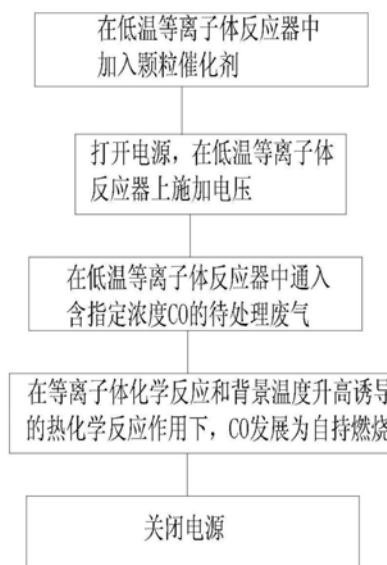 在低温等离子体反应器中
加入颗粒催化剂
打开电源，在低温等离子体
反应器上施加电压
在低温等离子体反应器中通入
含指定浓度CO的待处理废气
在等离子体化学反应和背景温度升高诱导
的热化学反应作用下，CO发展为自持燃烧
关闭电源